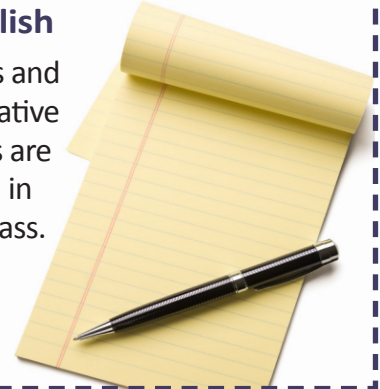 lish
s and
ative
s are
in
ass.